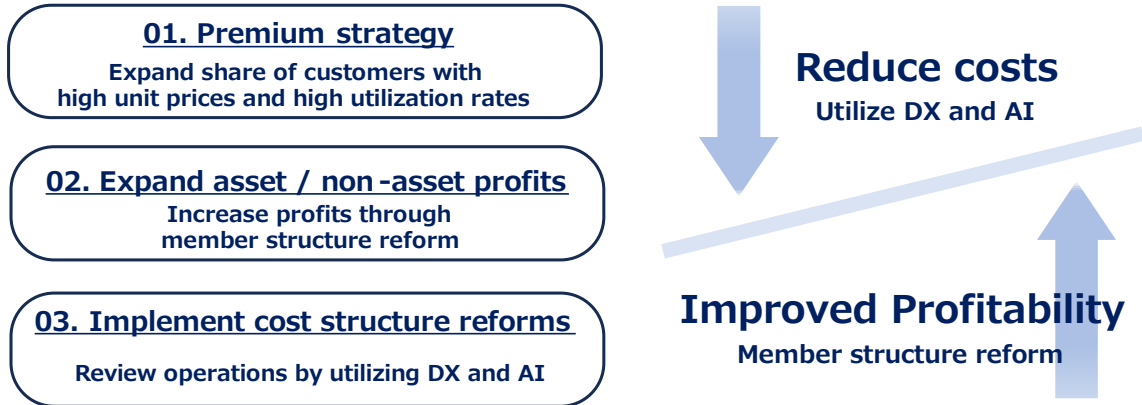 01. Premium strategy
Expand share of customers with
high unit prices and high utilization rates
02. Expand asset / non-asset profits
Increase profits through
member structure reform
03. Implement cost structure reforms
Review operations by utilizing DX and AI
Reduce costs
Utilize DX and AI
Improved Profitability
Member structure reform